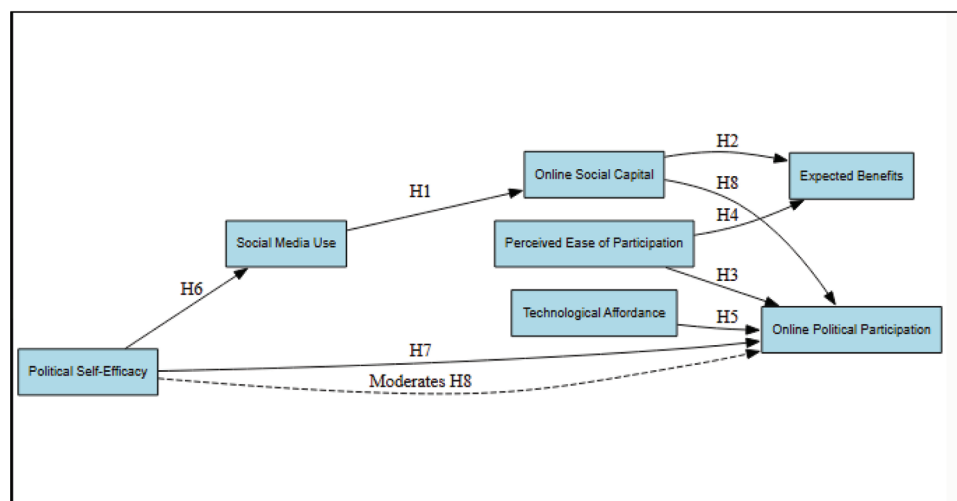 H2
Online Social Capital
Expected Benefits
H8
H1
H4
Social Media Use
Perceived Ease of Participation
H3
H6
Technological Affordance
H5
Online Political Participation
H7
Political Self-Efficacy
Moderates H8